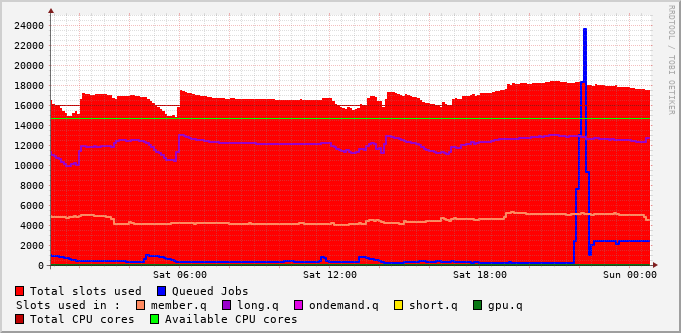 RRDTOOL / TOBI OETIKER
24000
22000
20000
18000
16000
14000
12000
10000
8000
6000
4000
2000
0
Sat 06:00 Sat 12:00 Sat 18:00 Sun 00:00
Total slots used Queued Jobs
Slots used in : member.q long.q ondemand.q short.q gpu.q
Total CPU cores Available CPU cores